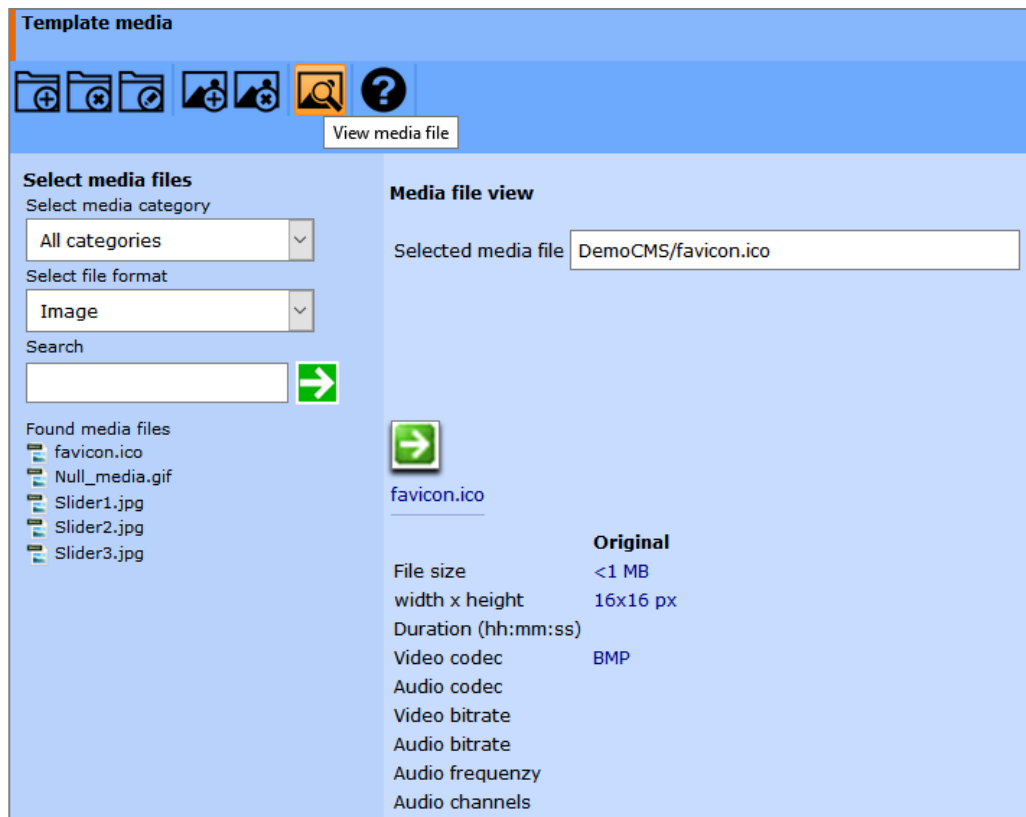 Template media
View media file
Select media files
Select media category
All categories
Select file format
Image
Search
Found media files
favicon.ico
Null_media.gif
Slider1.jpg
Slider2.jpg
Slider3.jpg
Media file view
Selected media file DemoCMS/favicon.ico
favicon.ico
Original
File size <1 MB
width x height 16x16 px
Duration (hh:mm:ss)
Video codec BMP
Audio codec
Video bitrate
Audio bitrate
Audio frequenzy
Audio channels